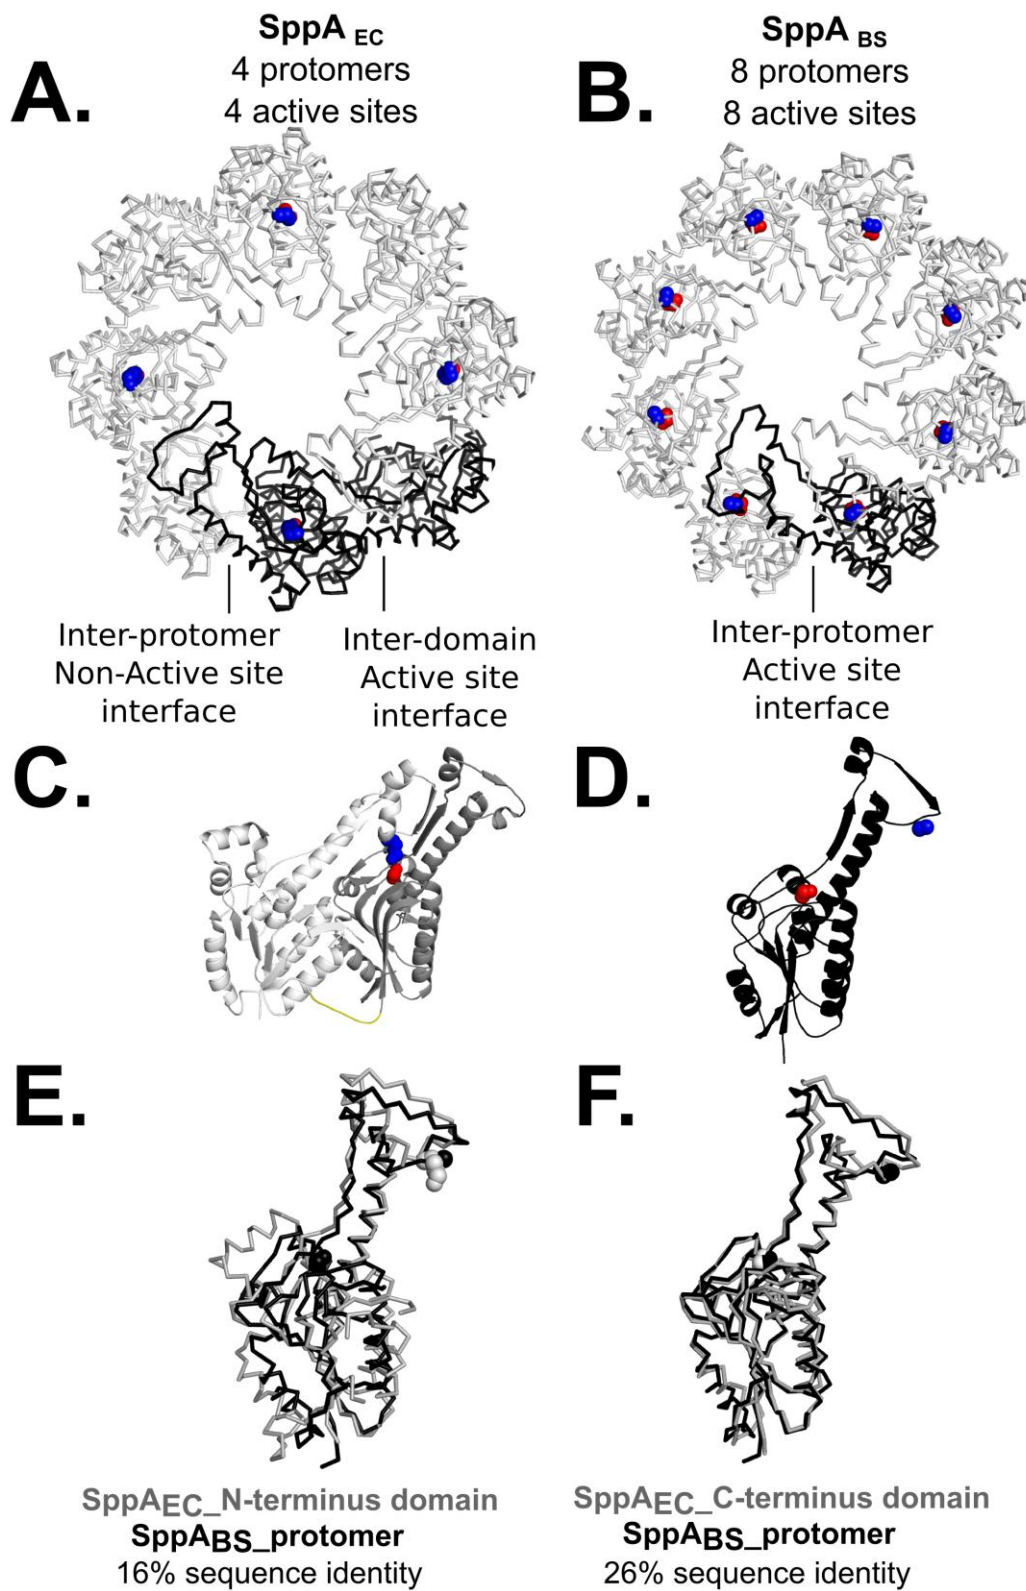 SppA EC
4 protomers
4 active sites
A.
SppA BS
8 protomers
8 active sites
B.
Inter-protomer
Non-Active site
interface
Inter-domain
Active site
interface
Inter-protomer
Active site
interface
C.
D.
E.
F.
SppAEC_N-terminus domain
SppABS_protomer
16% sequence identity
SppAEC_C-terminus domain
SppABS_protomer
26% sequence identity